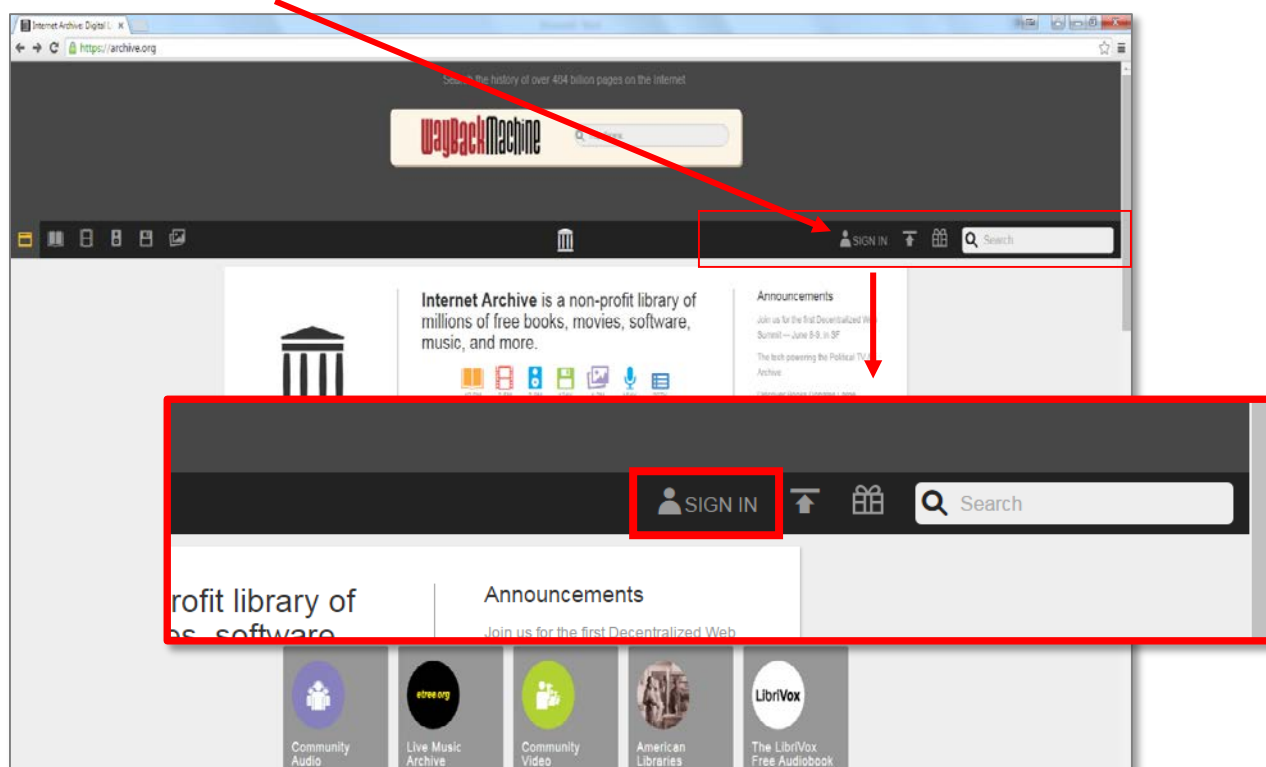 Internet Archive: Digital L
https://archive.org
Search the history of over 484 billion pages on the Internet.
WayBackMachine
SIGN IN
Search
Internet Archive is a non-profit library of
millions of free books, movies, software,
music, and more.
Announcements
Join us for the first Decentralized Web
Summit — June 8-9, in SF
The tech powering the Political TV
Archive
SIGN IN
Search
rofit library of
es, software
Announcements
Join us for the first Decentralized Web
Community
Audio
etree.org
Live Music
Archive
Community
Video
American
Libraries
LibriVox
The LibriVox
Free Audiobook